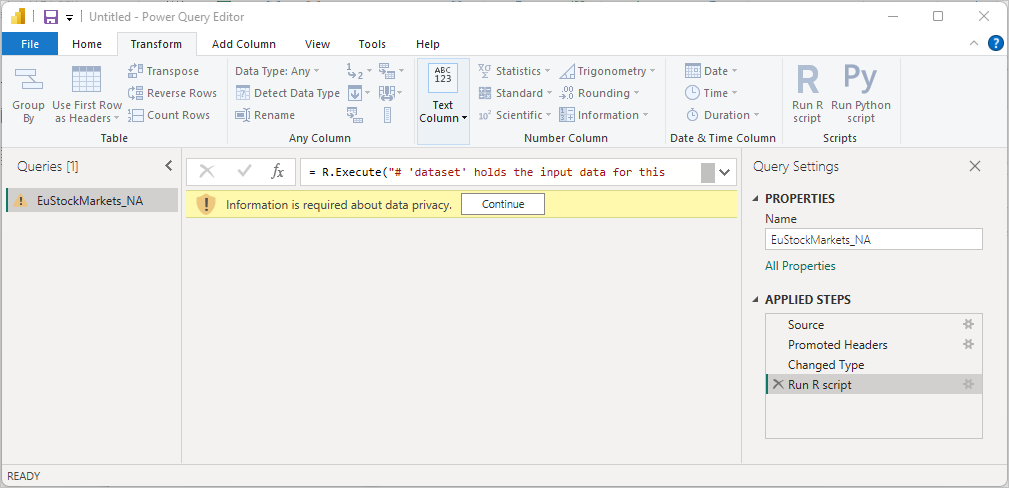 Untitled - Power Query Editor
File Home Transform Add Column View Tools Help
Group By
Use First Row as Headers
Transpose
Reverse Rows
Count Rows
Table
Data Type: Any
Detect Data Type
Rename
Any Column
ABC
123
Text Column
Statistics
Standard
Scientific
Trigonometry
Rounding
Information
Number Column
Date
Time
Duration
Date & Time Column
R
Run R script
Py
Run Python script
Scripts
Queries [1]
EuStockMarkets_NA
fx
= R.Execute("# 'dataset' holds the input data for this
Information is required about data privacy. Continue
Query Settings
PROPERTIES
Name
EuStockMarkets_NA
All Properties
APPLIED STEPS
Source
Promoted Headers
Changed Type
Run R script
READY